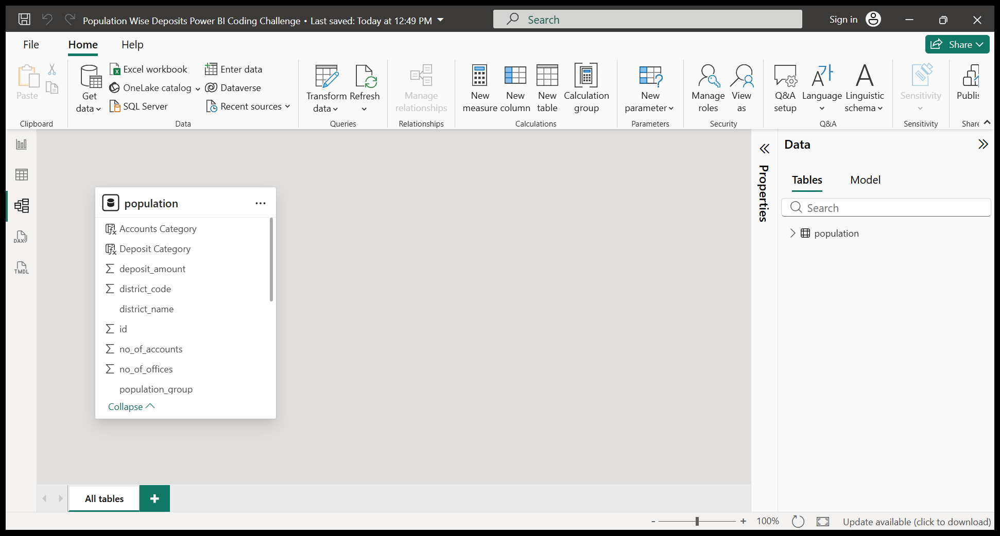 Population Wise Deposits Power BI Coding Challenge • Last saved: Today at 12:49 PM
Search
Sign in
File
Home
Help
Share
Paste
Clipboard
Get data
Excel workbook
OneLake catalog
SQL Server
Enter data
Dataverse
Recent sources
Data
Transform data
Refresh
Queries
Manage relationships
Relationships
New measure
New column
New table
Calculation group
Calculations
New parameter
Parameters
Manage roles
View as
Security
Q&A setup
Language
Linguistic schema
Q&A
Sensitivity
Sensitivity
Publis
Share
DAX
TMDL
population
Accounts Category
Deposit Category
deposit_amount
district_code
district_name
id
no_of_accounts
no_of_offices
population_group
Collapse
Properties
Data
Tables
Model
Search
population
All tables
100%
Update available (click to download)